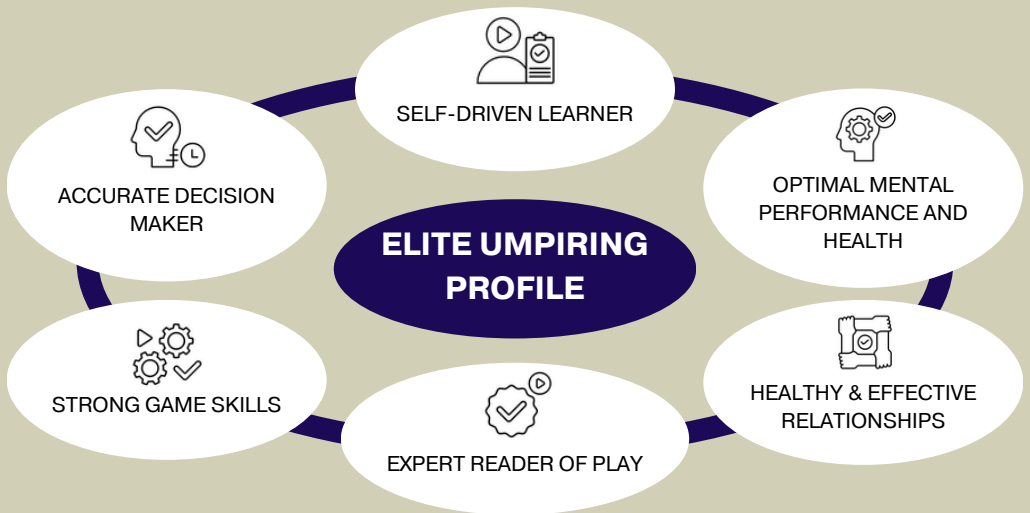 SELF-DRIVEN LEARNER
ACCURATE DECISION
MAKER
OPTIMAL MENTAL
PERFORMANCE AND
HEALTH
ELITE UMPIRING
PROFILE
STRONG GAME SKILLS
HEALTHY & EFFECTIVE
RELATIONSHIPS
EXPERT READER OF PLAY